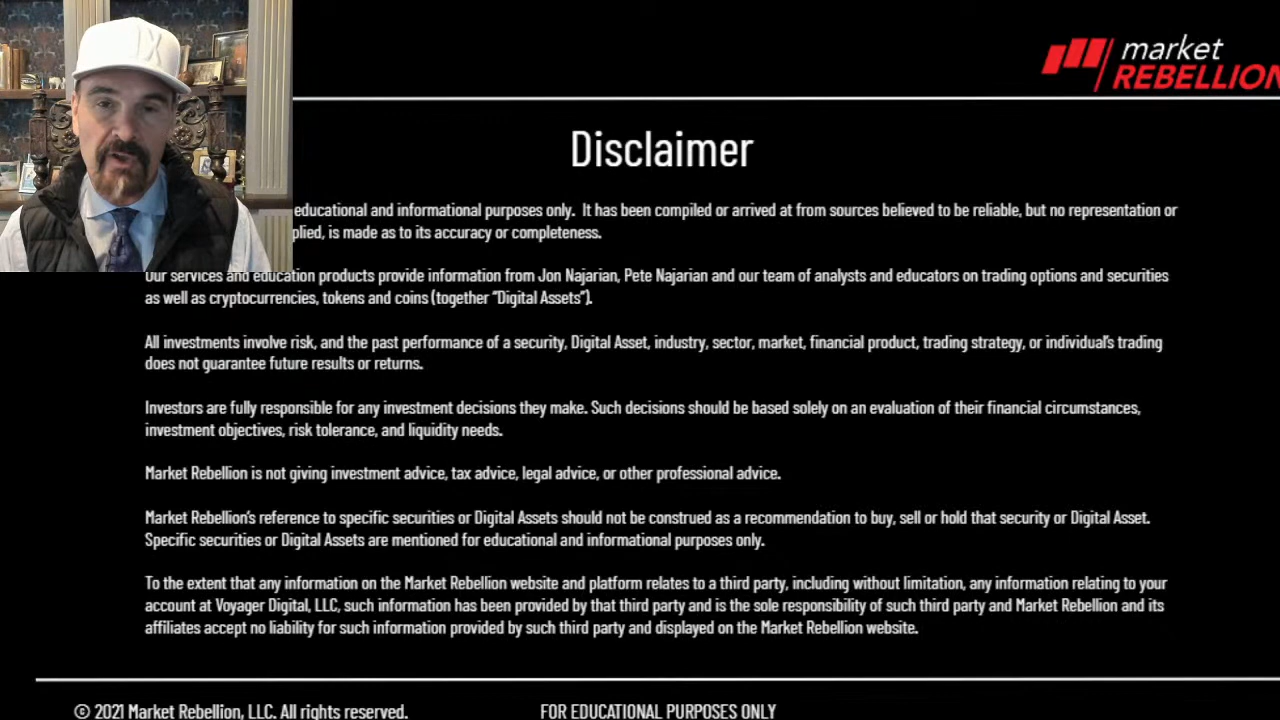 market
REBELLION
Disclaimer
educational and informational purposes only. It has been compiled or arrived at from sources believed to be reliable, but no representation or
plied, is made as to its accuracy or completeness.
Our services and education products provide information from Jon Najarian, Pete Najarian and our team of analysts and educators on trading options and securities
as well as cryptocurrencies, tokens and coins (together "Digital Assets").
All investments involve risk, and the past performance of a security, Digital Asset, industry, sector, market, financial product, trading strategy, or individual's trading
does not guarantee future results or returns.
Investors are fully responsible for any investment decisions they make. Such decisions should be based solely on an evaluation of their financial circumstances,
investment objectives, risk tolerance, and liquidity needs.
Market Rebellion is not giving investment advice, tax advice, legal advice, or other professional advice.
Market Rebellion's reference to specific securities or Digital Assets should not be construed as a recommendation to buy, sell or hold that security or Digital Asset.
Specific securities or Digital Assets are mentioned for educational and informational purposes only.
To the extent that any information on the Market Rebellion website and platform relates to a third party, including without limitation, any information relating to your
account at Voyager Digital, LLC, such information has been provided by that third party and is the sole responsibility of such third party and Market Rebellion and its
affiliates accept no liability for such information provided by such third party and displayed on the Market Rebellion website.
© 2021 Market Rebellion, LLC. All rights reserved.
FOR EDUCATIONAL PURPOSES ONLY